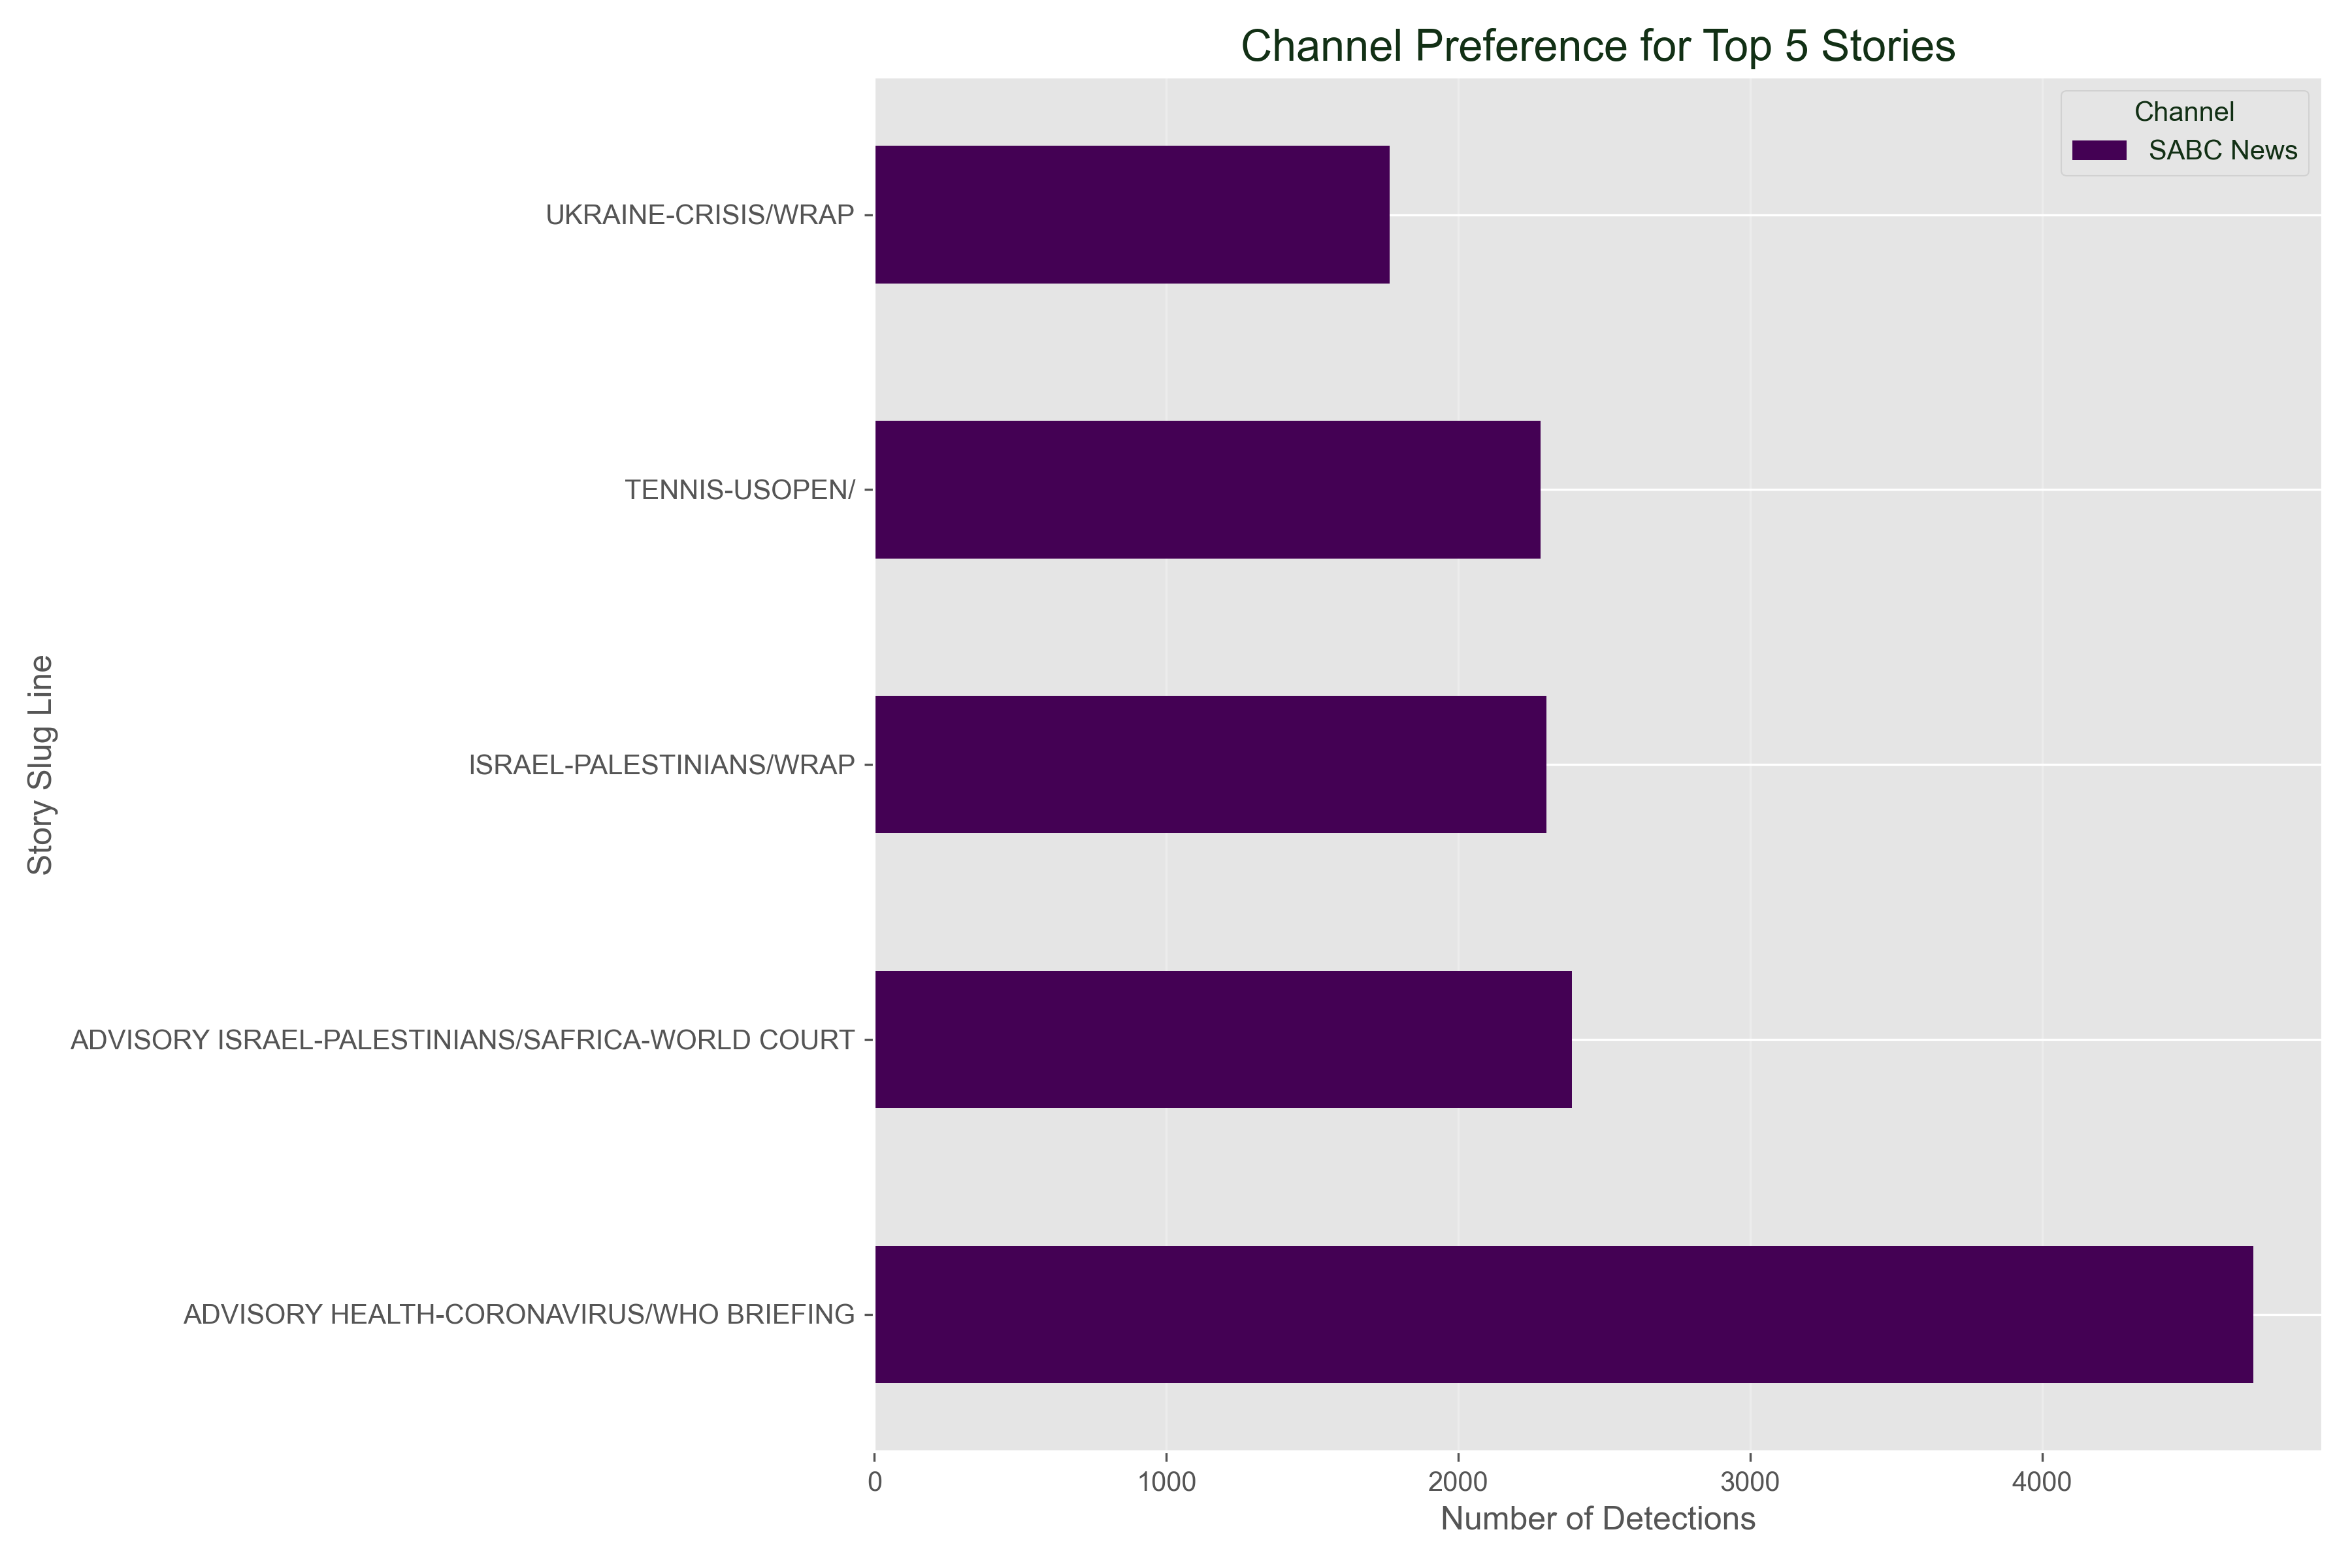 Channel Preference for Top 5 Stories
Channel
SABC News
Story Slug Line
UKRAINE-CRISIS/WRAP
TENNIS-USOPEN/
ISRAEL-PALESTINIANS/WRAP
ADVISORY ISRAEL-PALESTINIANS/SAFRICA-WORLD COURT
ADVISORY HEALTH-CORONAVIRUS/WHO BRIEFING
0 1000 2000 3000 4000
Number of Detections